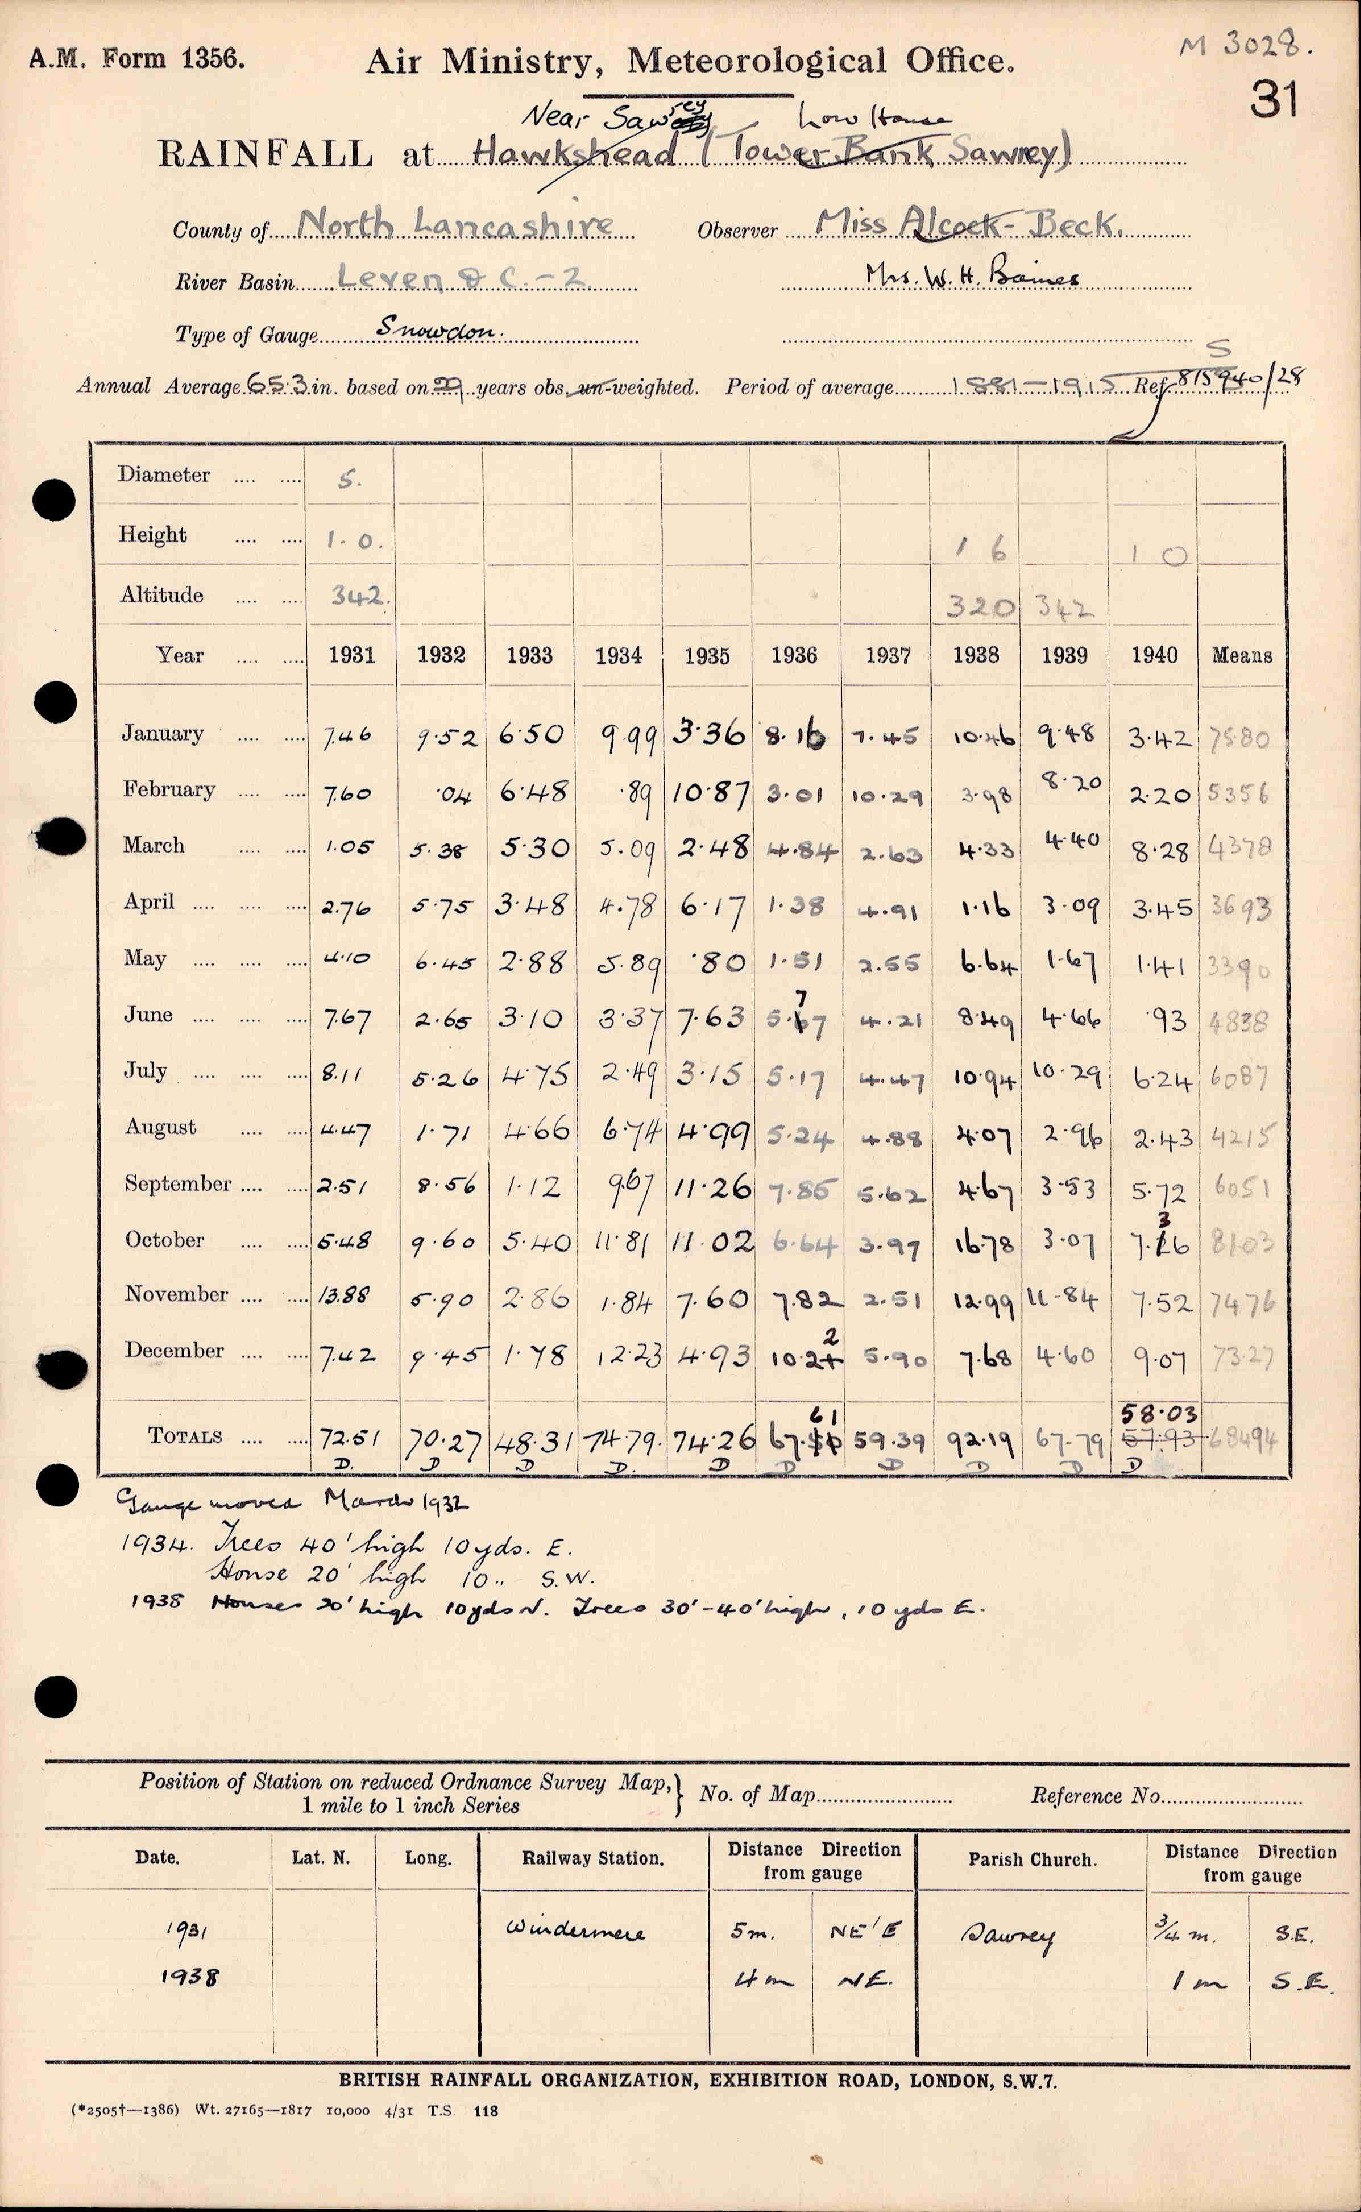 M 3028.
A.M. Form 1356. Air Ministry, Meteorological Office.
31
Near Sawrey Low House
RAINFALL at Hawkshead (Tower Bank Sawrey)
County of North Lancashire Observer Miss Alcock-Beck.
River Basin Leven & C.-2 Mrs. W. H. Baines
Type of Gauge Snowdon.
S
Annual Average 65.3 in. based on 29 years obs. un-weighted. Period of average 1881-1915 Ref 815940/28
Diameter .... .... 5.
Height .... .... 1. 0. 1 6 1 0
Altitude .... .... 342. 320 342
Year .... .... 1931 1932 1933 1934 1935 1936 1937 1938 1939 1940 Means
January .... .... 7.46 9.52 6.50 9.99 3.36 8.16 7.45 10.46 9.48 3.42 7580
February .... .... 7.60 .04 6.48 .89 10.87 3.01 10.29 3.98 8.20 2.20 5356
March .... .... 1.05 5.38 5.30 5.09 2.48 4.84 2.63 4.33 4.40 8.28 4378
April .... .... .... 2.76 5.75 3.48 4.78 6.17 1.38 4.91 1.16 3.09 3.45 3693
May .... .... .... 4.10 6.45 2.88 5.89 .80 1.51 2.55 6.64 1.67 1.41 3390
7
June .... .... .... 7.67 2.65 3.10 3.37 7.63 5.67 4.21 8.49 4.66 .93 4838
July .... .... .... 8.11 5.26 4.75 2.49 3.15 5.17 4.47 10.94 10.29 6.24 6087
August .... .... 4.47 1.71 4.66 6.74 4.99 5.24 4.88 4.07 2.96 2.43 4215
September .... .... 2.51 8.56 1.12 9.67 11.26 7.85 5.62 4.67 3.53 5.72 6051
3
October .... .... 5.48 9.60 5.40 11.81 11.02 6.64 3.97 16.78 3.07 7.26 8103
November .... .... 13.88 5.90 2.86 1.84 7.60 7.82 2.51 12.99 11.84 7.52 7476
2
December .... .... 7.42 9.45 1.78 12.23 4.93 10.24 5.90 7.68 4.60 9.07 73.27
61 58.03
TOTALS .... .... 72.51 70.27 48.31 74.79. 74.26 67. 59.39 92.19 67.79 57.93 68494
D. D D D. D D D D D D
Gauge moved March 1932
1934. Trees 40' high 10 yds. E.
House 20' high 10 " S.W.
1938 Houses 20' high 10 yds N. Trees 30'-40' high, 10 yds E.
Position of Station on reduced Ordnance Survey Map,} No. of Map Reference No.
1 mile to 1 inch Series
Date. Lat. N. Long. Railway Station. Distance Direction from gauge Parish Church. Distance Direction from gauge
1931 Windermere 5 m. NE'E Sawrey 3/4 m. S.E.
1938 4 m NE. 1 m S.E.
BRITISH RAINFALL ORGANIZATION, EXHIBITION ROAD, LONDON, S.W.7.
(*2505†—1386) Wt. 27165—1817 10,000 4/31 T.S. 118